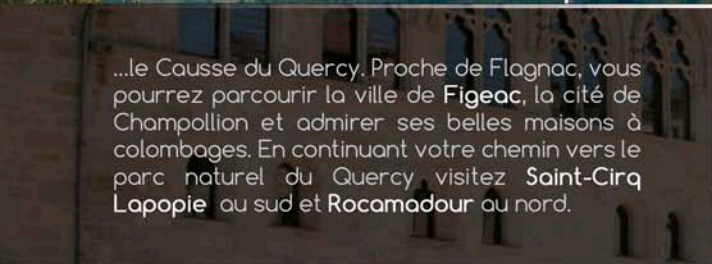 ...le Causse du Quercy. Proche de Flagnac, vous
pourrez parcourir la ville de Figeac, la cité de
Champollion et admirer ses belles maisons à
colombages. En continuant votre chemin vers le
parc naturel du Quercy visitez Saint-Cirq
Lapopie au sud et Rocamadour au nord.